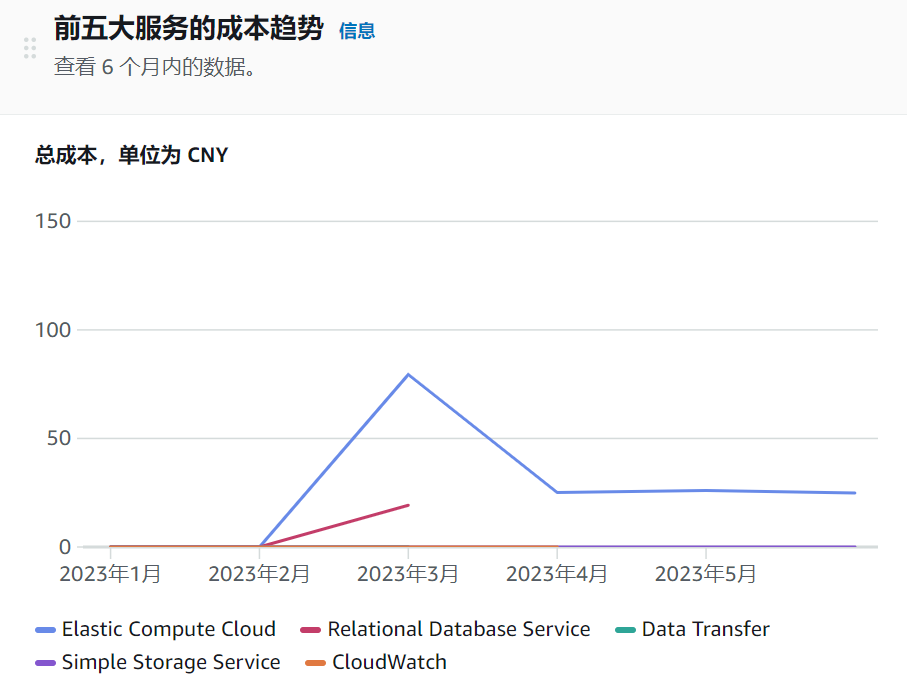 前五大服务的成本趋势 信息
查看 6 个月内的数据。
总成本，单位为 CNY
150
100
50
0
2023年1月 2023年2月 2023年3月 2023年4月 2023年5月
Elastic Compute Cloud Relational Database Service Data Transfer
Simple Storage Service CloudWatch